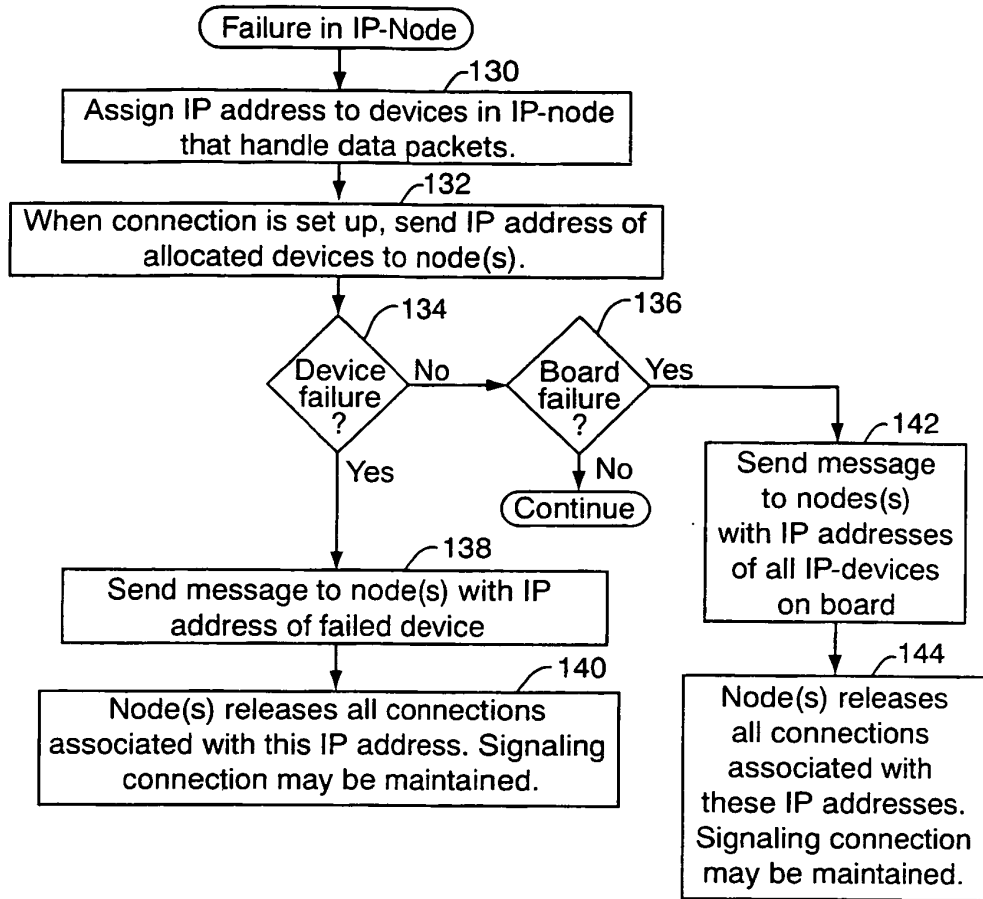 Failure in IP-Node
130
Assign IP address to devices in IP-node
that handle data packets.
132
When connection is set up, send IP address of
allocated devices to node(s).
134
Device
failure
?
No
Yes
136
Board
failure
?
Yes
No
Continue
138
Send message to node(s) with IP
address of failed device
140
Node(s) releases all connections
associated with this IP address. Signaling
connection may be maintained.
142
Send message
to nodes(s)
with IP addresses
of all IP-devices
on board
144
Node(s) releases
all connections
associated with
these IP addresses.
Signaling connection
may be maintained.